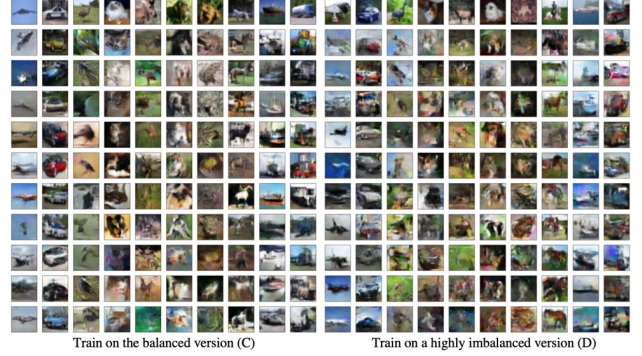 Train on the balanced version (C)
Train on a highly imbalanced version (D)